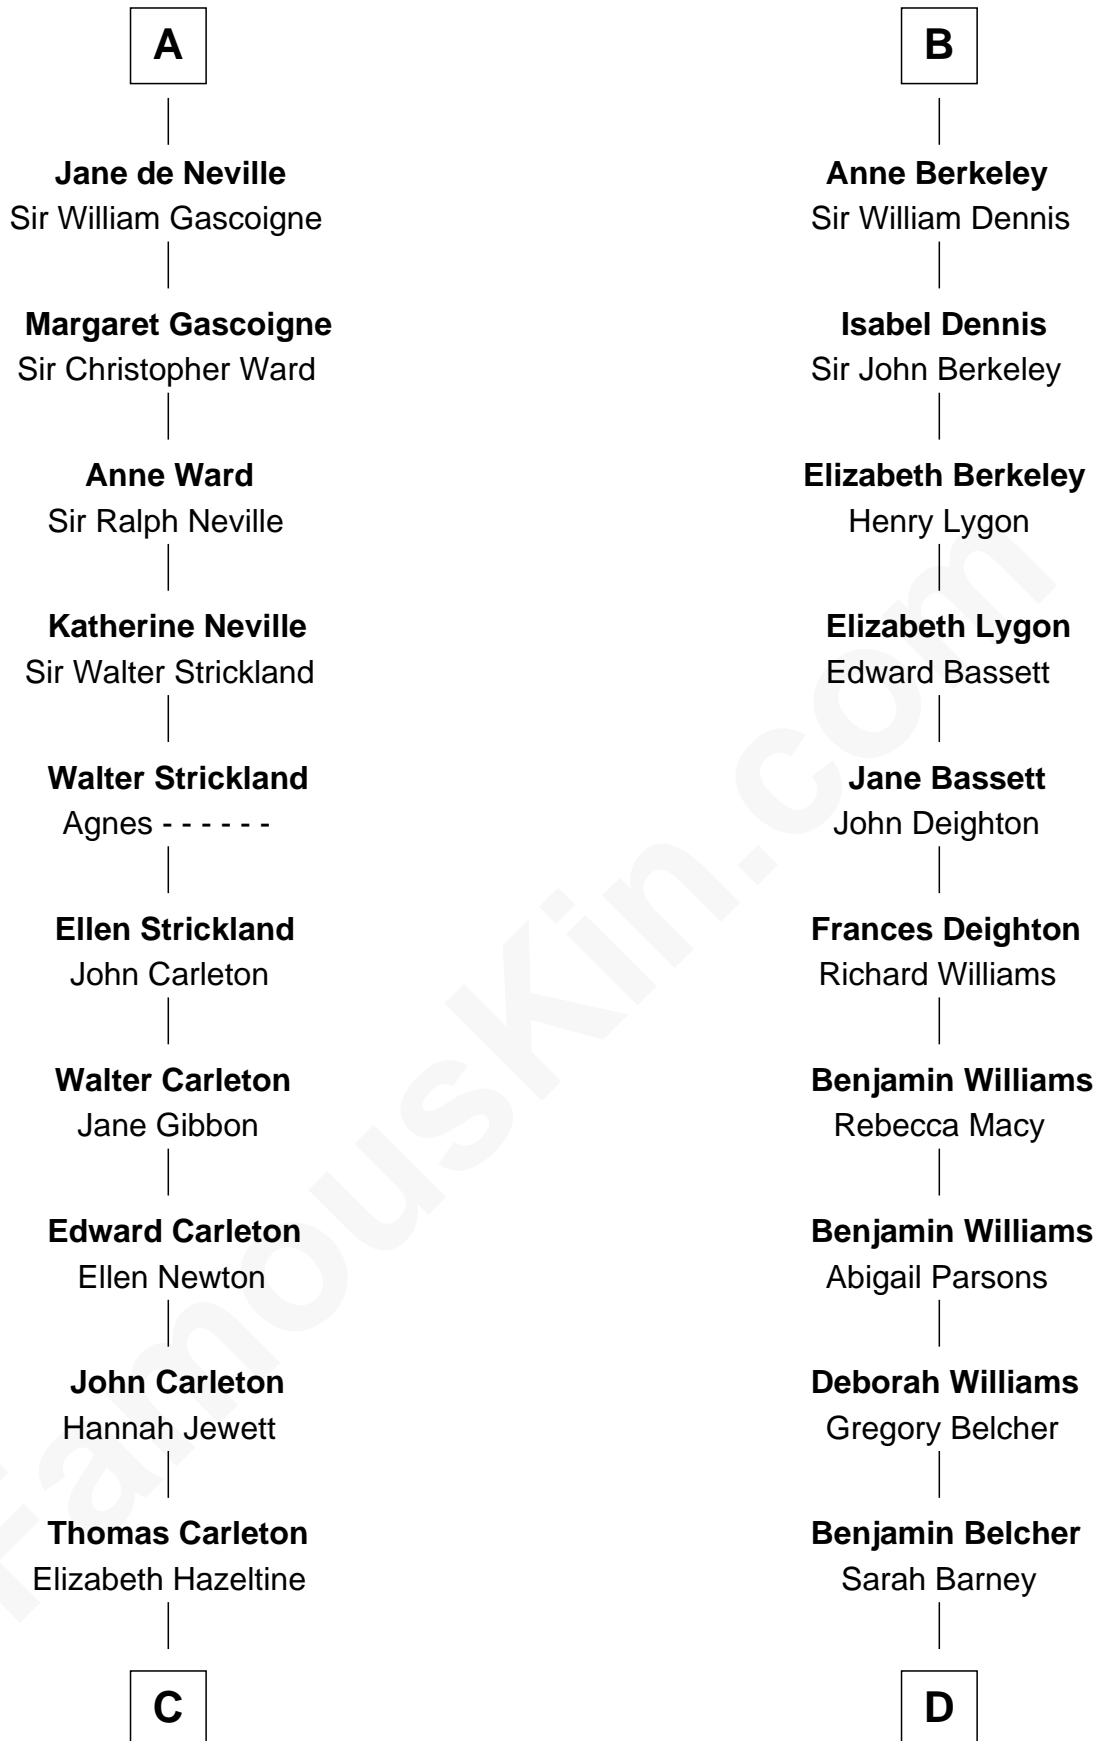 A
Jane de Neville
Sir William Gascoigne
Margaret Gascoigne
Sir Christopher Ward
Anne Ward
Sir Ralph Neville
Katherine Neville
Sir Walter Strickland
Walter Strickland
Agnes - - - - - -
Ellen Strickland
John Carleton
Walter Carleton
Jane Gibbon
Edward Carleton
Ellen Newton
John Carleton
Hannah Jewett
Thomas Carleton
Elizabeth Hazeltine
C
B
Anne Berkeley
Sir William Dennis
Isabel Dennis
Sir John Berkeley
Elizabeth Berkeley
Henry Lygon
Elizabeth Lygon
Edward Bassett
Jane Bassett
John Deighton
Frances Deighton
Richard Williams
Benjamin Williams
Rebecca Macy
Benjamin Williams
Abigail Parsons
Deborah Williams
Gregory Belcher
Benjamin Belcher
Sarah Barney
D
FamousKin.com